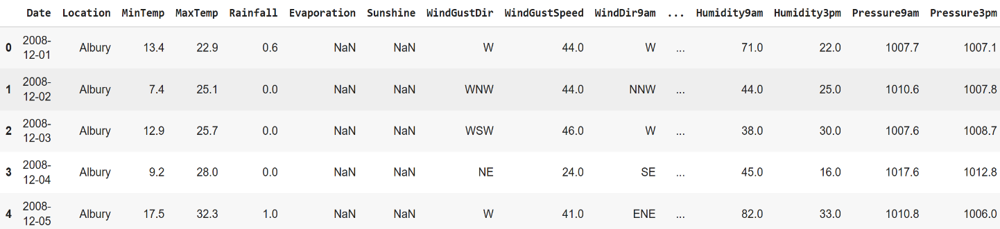 Date Location MinTemp MaxTemp Rainfall Evaporation Sunshine WindGustDir WindGustSpeed WindDir9am ... Humidity9am Humidity3pm Pressure9am Pressure3pm
0 2008-12-01 Albury 13.4 22.9 0.6 NaN NaN W 44.0 W ... 71.0 22.0 1007.7 1007.1
1 2008-12-02 Albury 7.4 25.1 0.0 NaN NaN WNW 44.0 NNW ... 44.0 25.0 1010.6 1007.8
2 2008-12-03 Albury 12.9 25.7 0.0 NaN NaN WSW 46.0 W ... 38.0 30.0 1007.6 1008.7
3 2008-12-04 Albury 9.2 28.0 0.0 NaN NaN NE 24.0 SE ... 45.0 16.0 1017.6 1012.8
4 2008-12-05 Albury 17.5 32.3 1.0 NaN NaN W 41.0 ENE ... 82.0 33.0 1010.8 1006.0